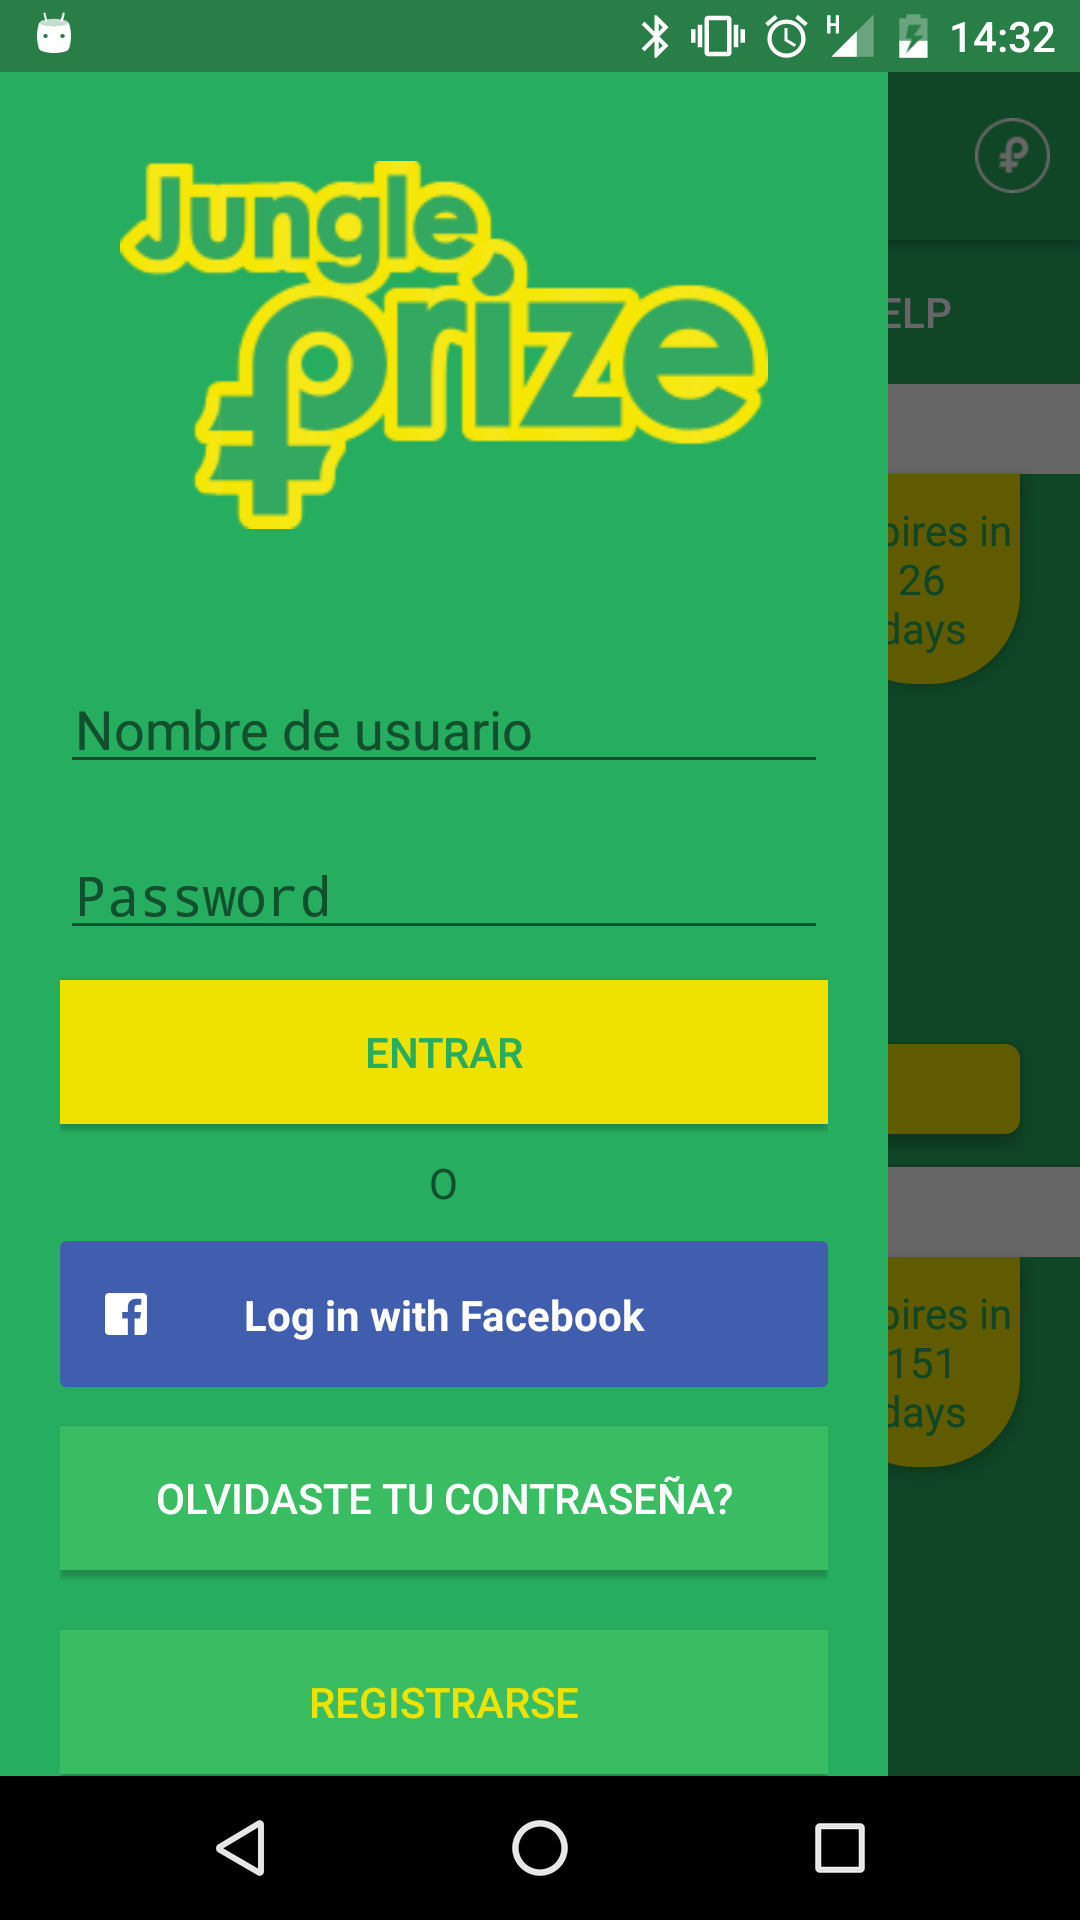 H
14:32
Jungle
Prize
ELP
pires in
26
days
Nombre de usuario
Password
ENTRAR
O
Log in with Facebook
pires in
151
days
OLVIDASTE TU CONTRASEÑA?
REGISTRARSE